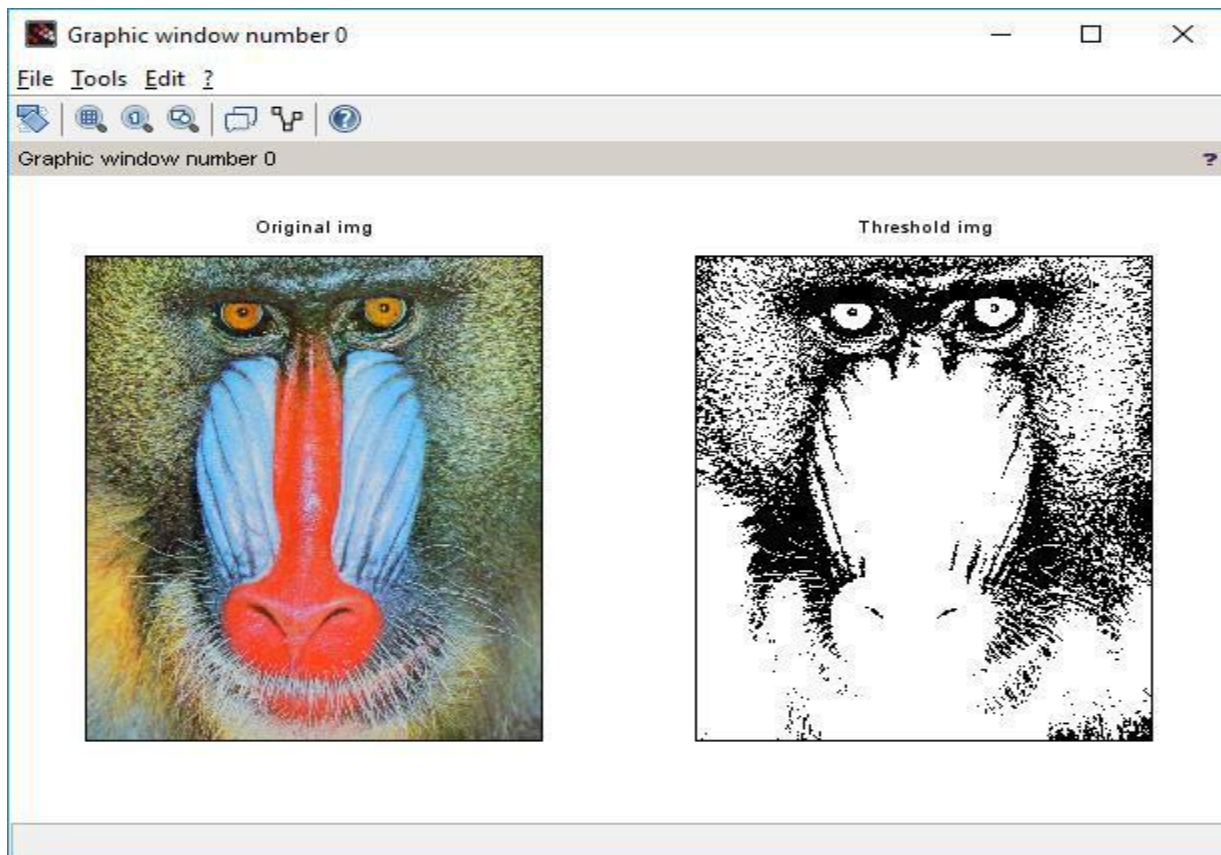 Graphic window number 0
File Tools Edit ?
Graphic window number 0 ?
Original img Threshold img